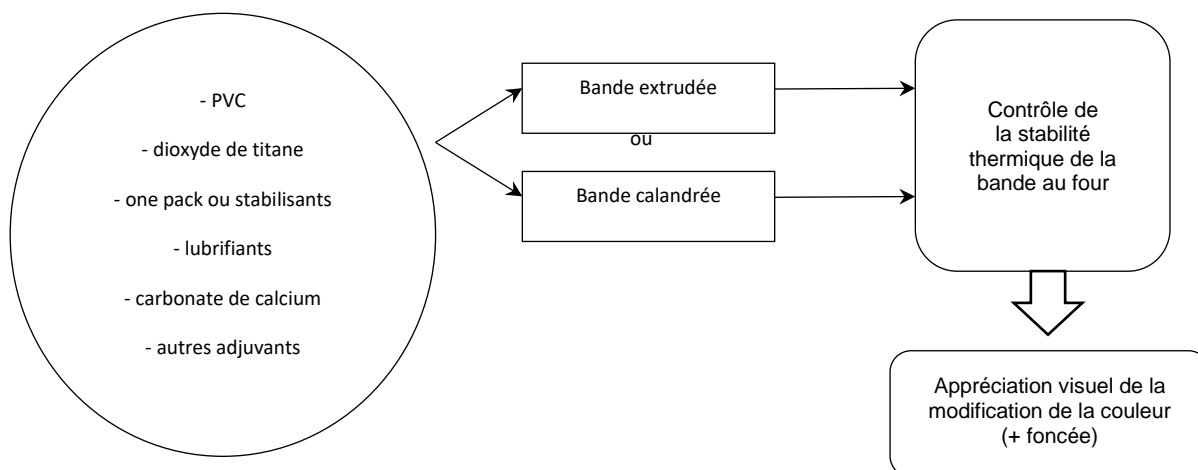 - PVC
- dioxyde de titane
- one pack ou stabilisants
- lubrifiants
- carbonate de calcium
- autres adjuvants
Bande extrudée
ou
Bande calandrée
Contrôle de
la stabilité
thermique de la
bande au four
Appréciation visuel de la
modification de la couleur
(+ foncée)